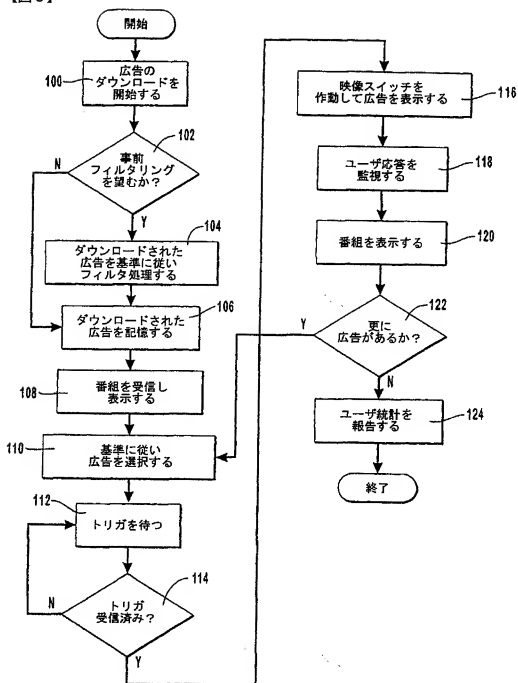 開始
100
広告の
ダウンロードを
開始する
102
N
事前
フィルタリング
を望むか？
Y
104
ダウンロードされた
広告を基準に従い
フィルタ処理する
106
ダウンロードされた
広告を記憶する
108
番組を受信し
表示する
110
基準に従い
広告を選択する
112
トリガを待つ
114
N
トリガ
受信済み？
Y
映像スイッチを
作動して広告を表示する
116
ユーザ応答を
監視する
118
番組を表示する
120
122
Y
更に
広告があるか？
N
ユーザ統計を
報告する
124
終了